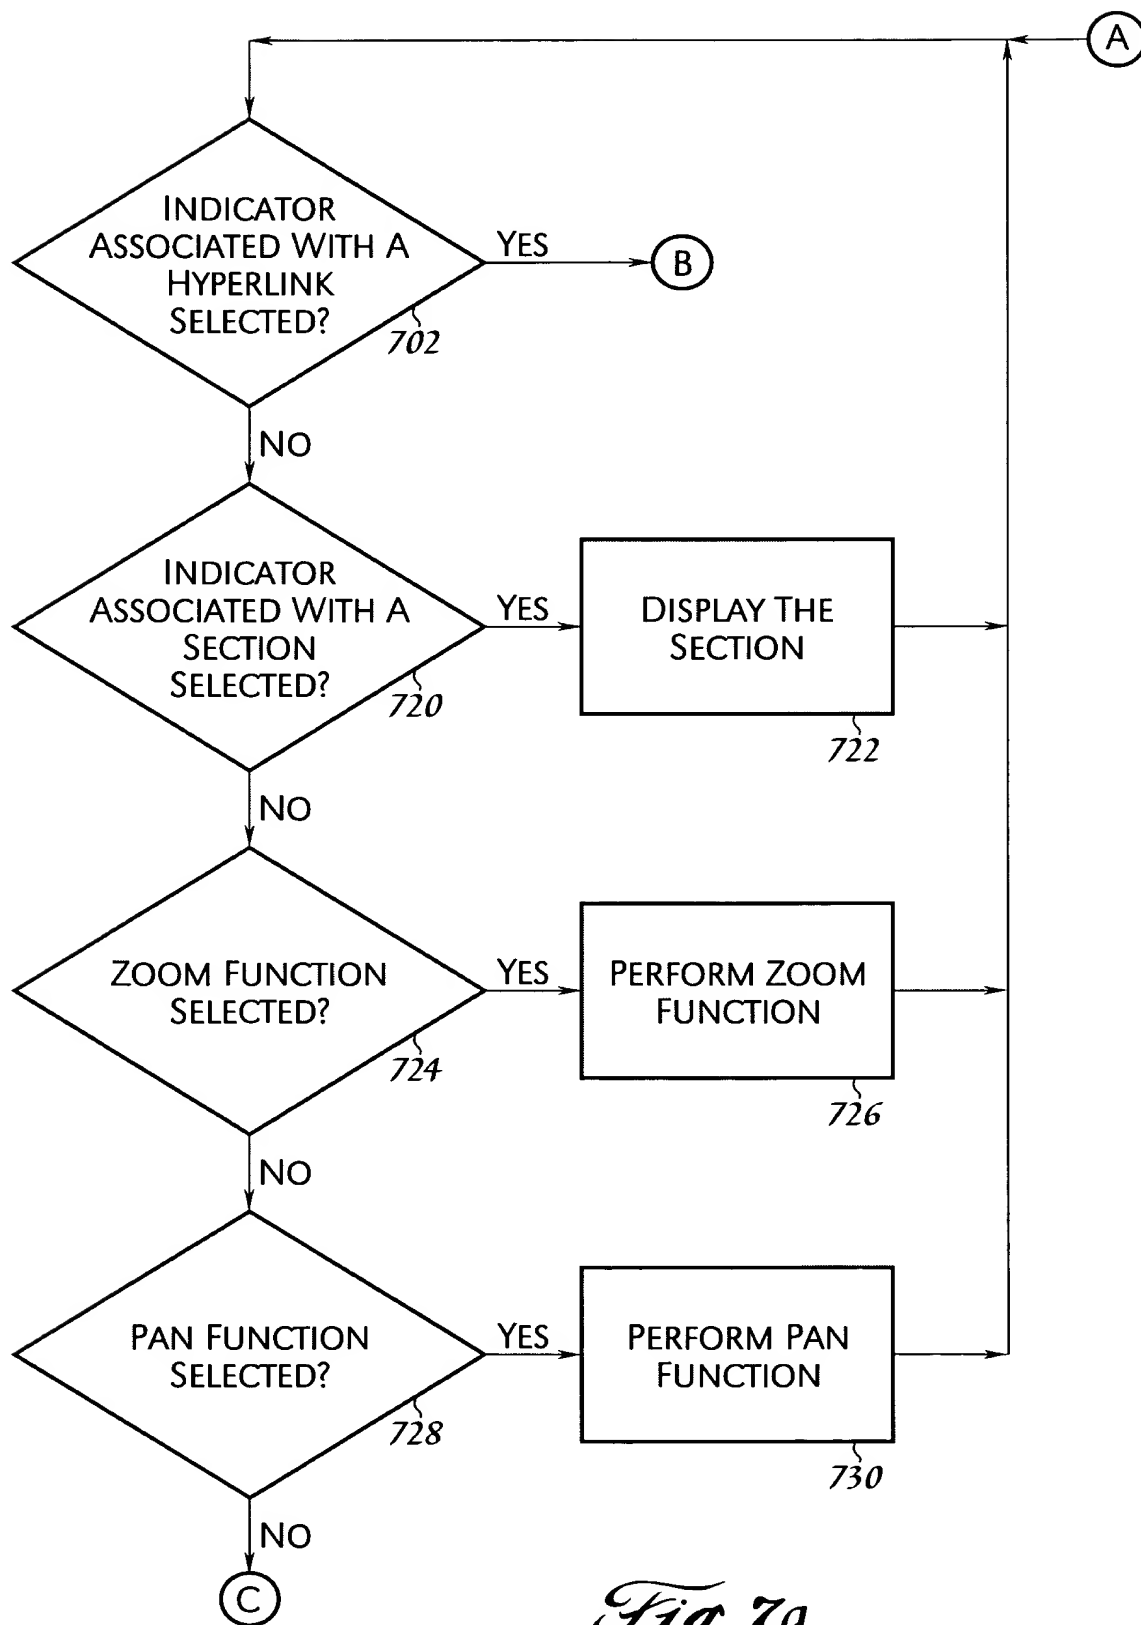 A
INDICATOR
ASSOCIATED WITH A
HYPERLINK
SELECTED?
YES
B
702
NO
INDICATOR
ASSOCIATED WITH A
SECTION
SELECTED?
YES
DISPLAY THE
SECTION
720
722
NO
ZOOM FUNCTION
SELECTED?
YES
PERFORM ZOOM
FUNCTION
724
726
NO
PAN FUNCTION
SELECTED?
YES
PERFORM PAN
FUNCTION
728
730
NO
C
Fig 7a